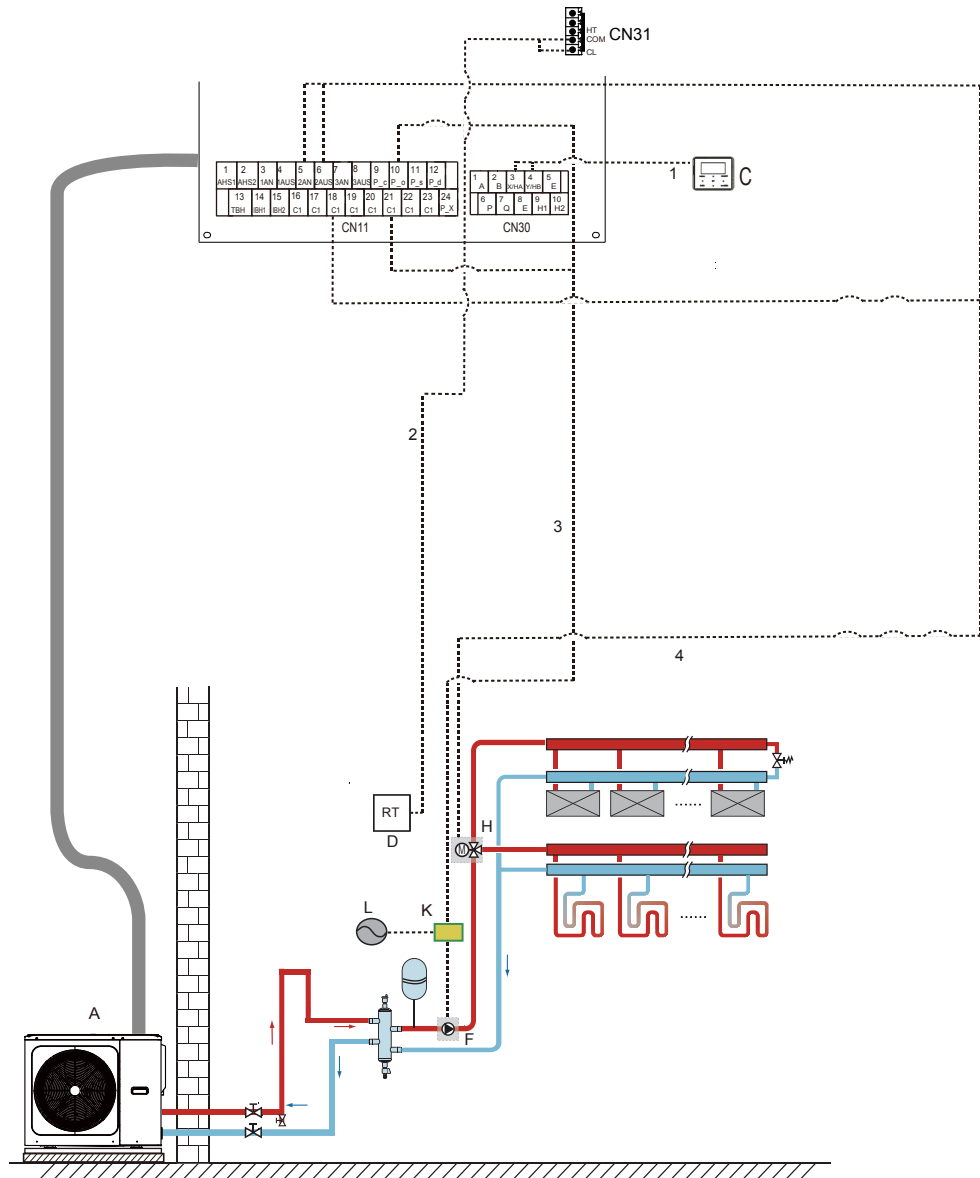 HT
CN31
COM
CL
1 2 3 4 5 6 7 8 9 10 11 12
AHS1 AHS2 1AN 1AUS 2AN 2AUS 3AN 3AUS P_c P_o P_s P_d
13 14 15 16 17 18 19 20 21 22 23 24
TBH IBH1 IBH2 C1 C1 C1 C1 C1 C1 C1 C1 P_X
CN11
1 2 3 4 5
A B X/HA Y/HB E
6 7 8 9 10
P Q E H1 H2
CN30
1
C
:
2
3
4
RT
D
H
M
L
K
F
A